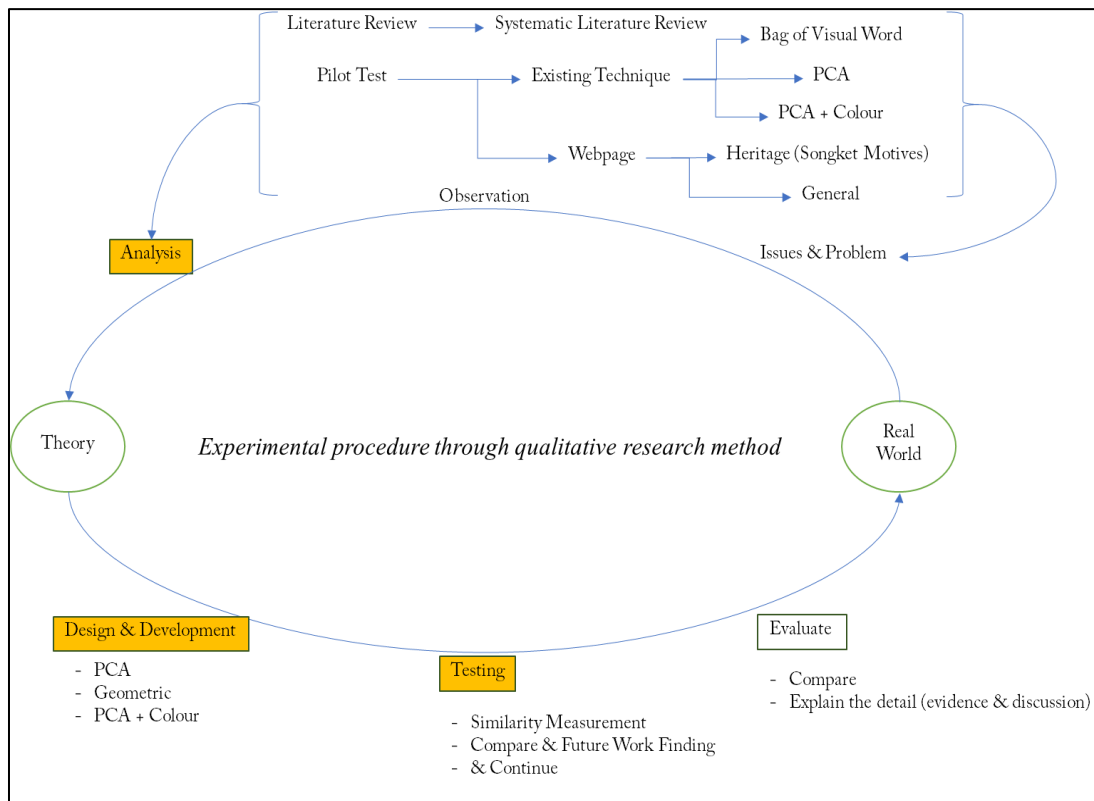 Literature Review
Systematic Literature Review
Bag of Visual Word
Pilot Test
Existing Technique
PCA
PCA + Colour
Webpage
Heritage (Songket Motives)
General
Observation
Analysis
Issues & Problem
Theory
Experimental procedure through qualitative research method
Real
World
Design & Development
- PCA
- Geometric
- PCA + Colour
Testing
- Similarity Measurement
- Compare & Future Work Finding
- & Continue
Evaluate
- Compare
- Explain the detail (evidence & discussion)